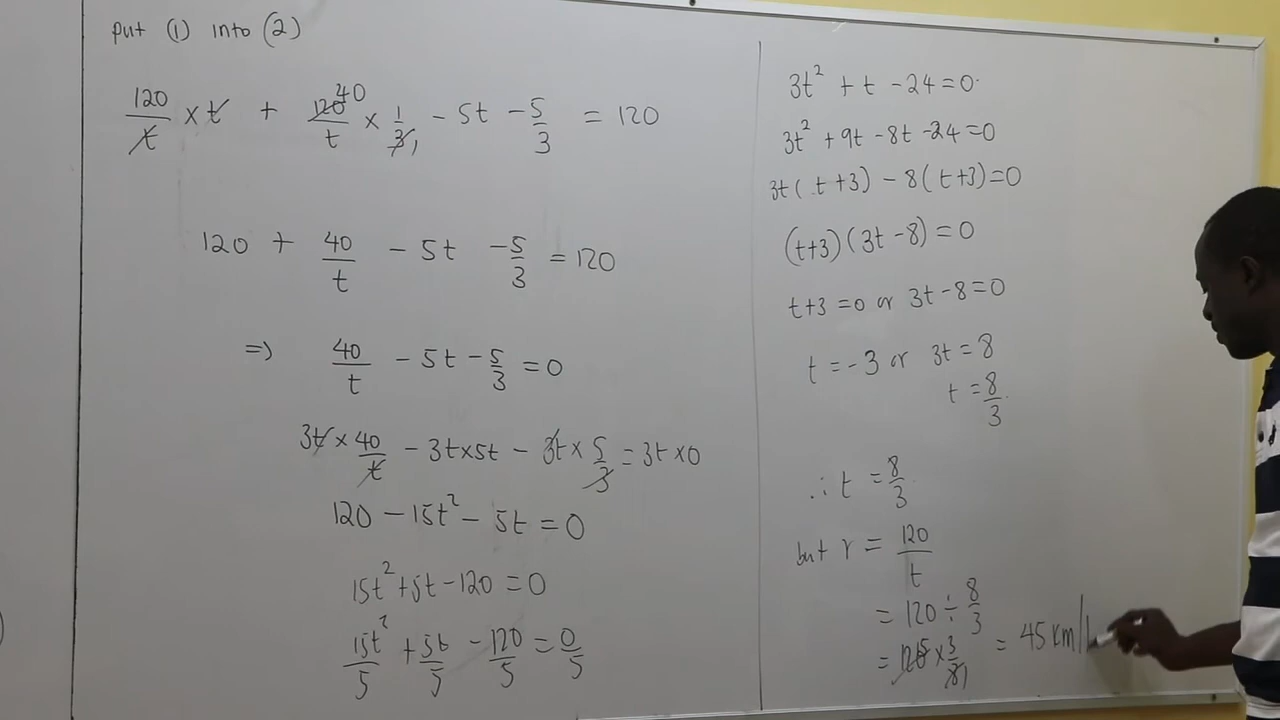 put (1) into (2)
120/t × t + 120 40/t × 1/3 1 - 5t - 5/3 = 120
120 + 40/t - 5t - 5/3 = 120
=> 40/t - 5t - 5/3 = 0
3t × 40/t - 3t×5t - 3t × 5/3 = 3t×0
120 - 15t² - 5t = 0
15t² + 5t - 120 = 0
15t²/5 + 5t/5 - 120/5 = 0/5
3t² + t - 24 = 0
3t² + 9t - 8t - 24 = 0
3t(t+3) - 8(t+3) = 0
(t+3)(3t-8) = 0
t+3 = 0 or 3t-8 = 0
t = -3 or 3t = 8
t = 8/3
∴ t = 8/3
but r = 120/t
= 120 ÷ 8/3
= 120 15 × 3/8 1 = 45 km/h